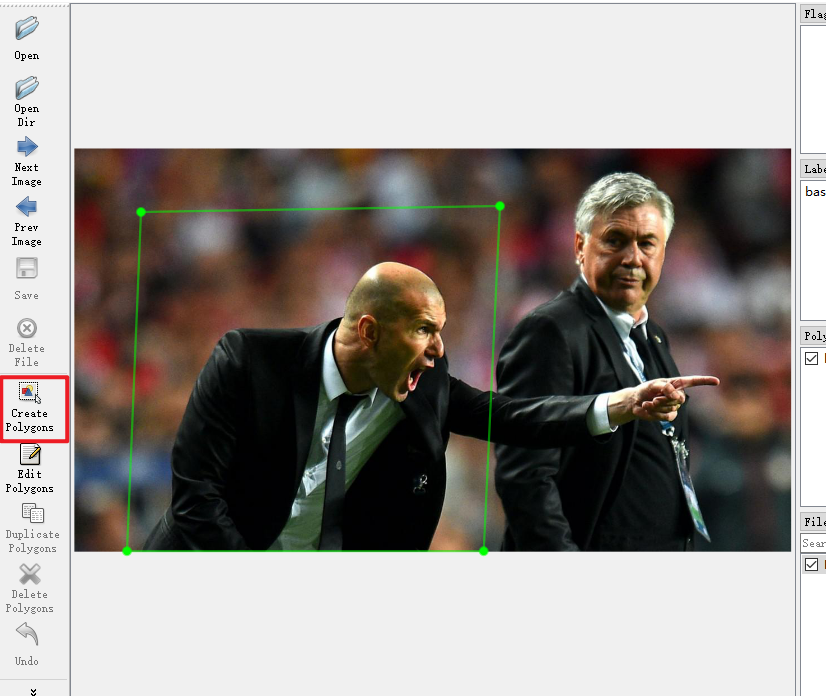 Open
Open
Dir
Next
Image
Prev
Image
Save
Delete
File
Create
Polygons
Edit
Polygons
Duplicate
Polygons
Delete
Polygons
Undo
Flag
Labe
bas
Poly
File
Sear